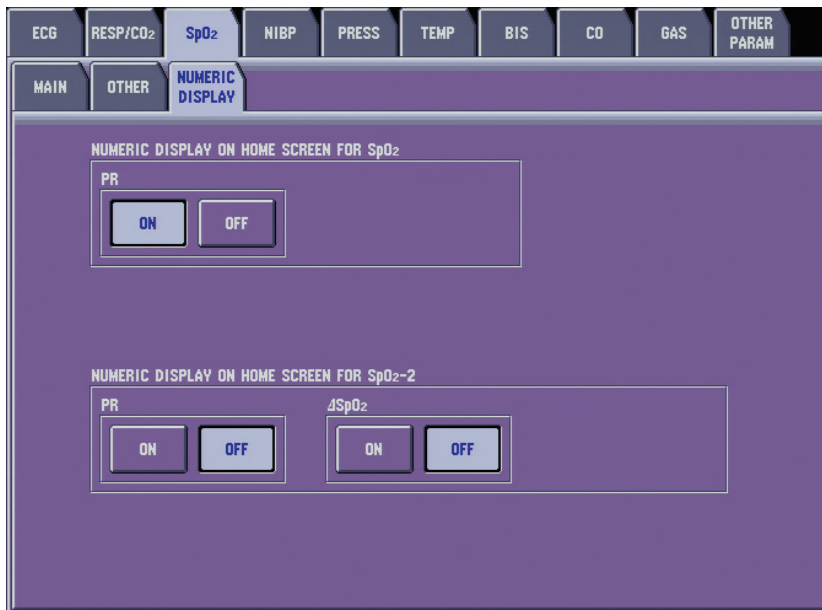 ECG RESP/CO₂ SpO₂ NIBP PRESS TEMP BIS CO GAS OTHER PARAM
MAIN OTHER NUMERIC DISPLAY
NUMERIC DISPLAY ON HOME SCREEN FOR SpO₂
PR
ON OFF
NUMERIC DISPLAY ON HOME SCREEN FOR SpO₂-2
PR ΔSpO₂
ON OFF ON OFF